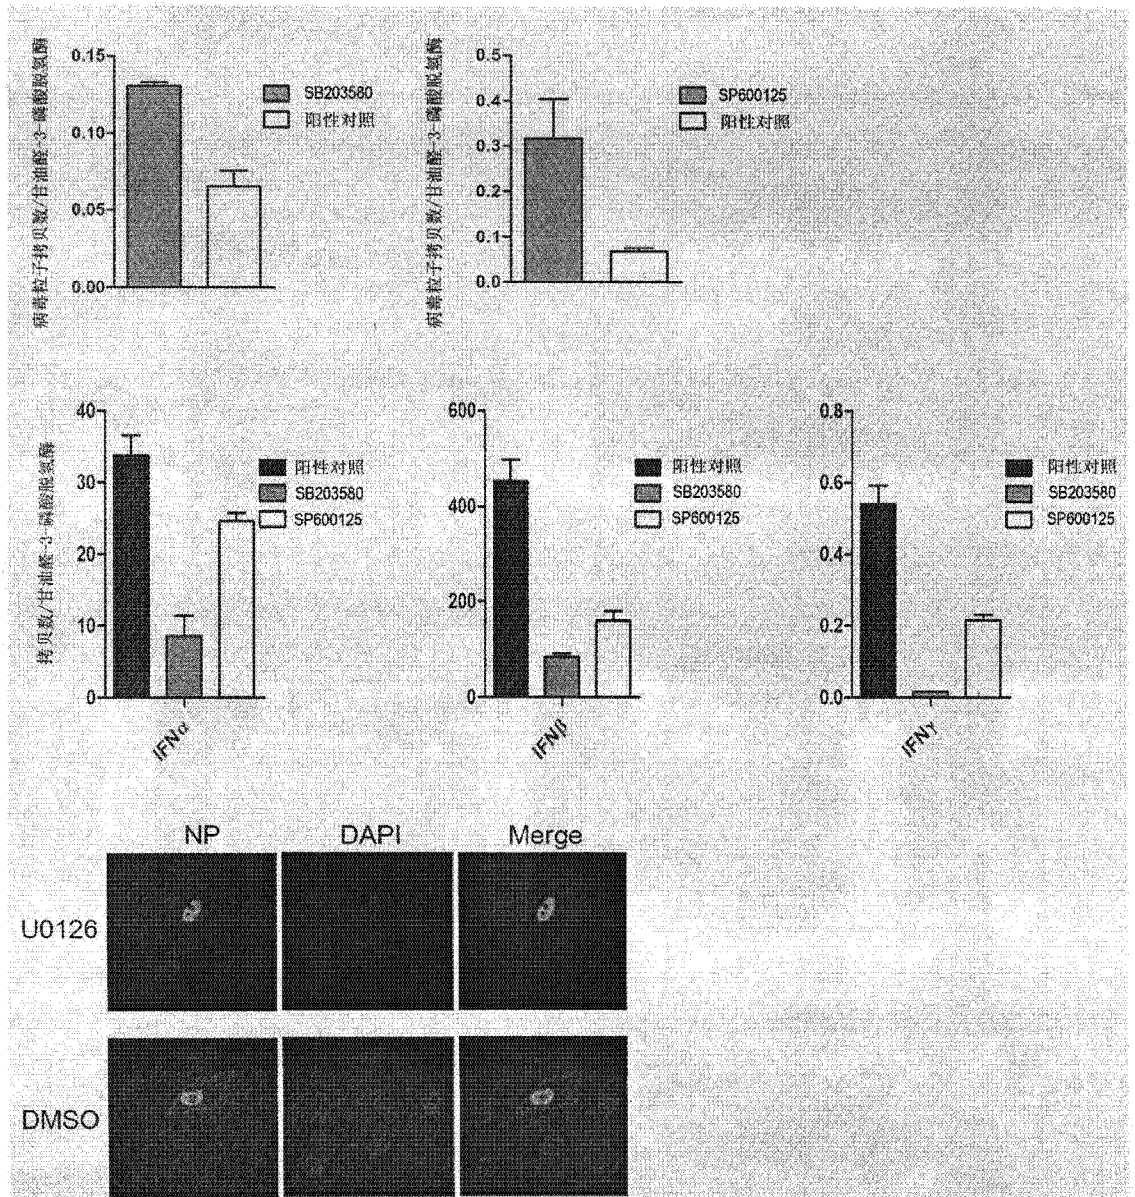 病毒粒子拷贝数/甘油醛-3-磷酸脱氢酶
0.15
0.10
0.05
0.00
SB203580
阳性对照
病毒粒子拷贝数/甘油醛-3-磷酸脱氢酶
0.5
0.4
0.3
0.2
0.1
0.0
SP600125
阳性对照
拷贝数/甘油醛-3-磷酸脱氢酶
40
30
20
10
0
阳性对照
SB203580
SP600125
IFNα
600
400
200
0
阳性对照
SB203580
SP600125
IFNβ
0.8
0.6
0.4
0.2
0.0
阳性对照
SB203580
SP600125
IFNγ
NP DAPI Merge
U0126
DMSO